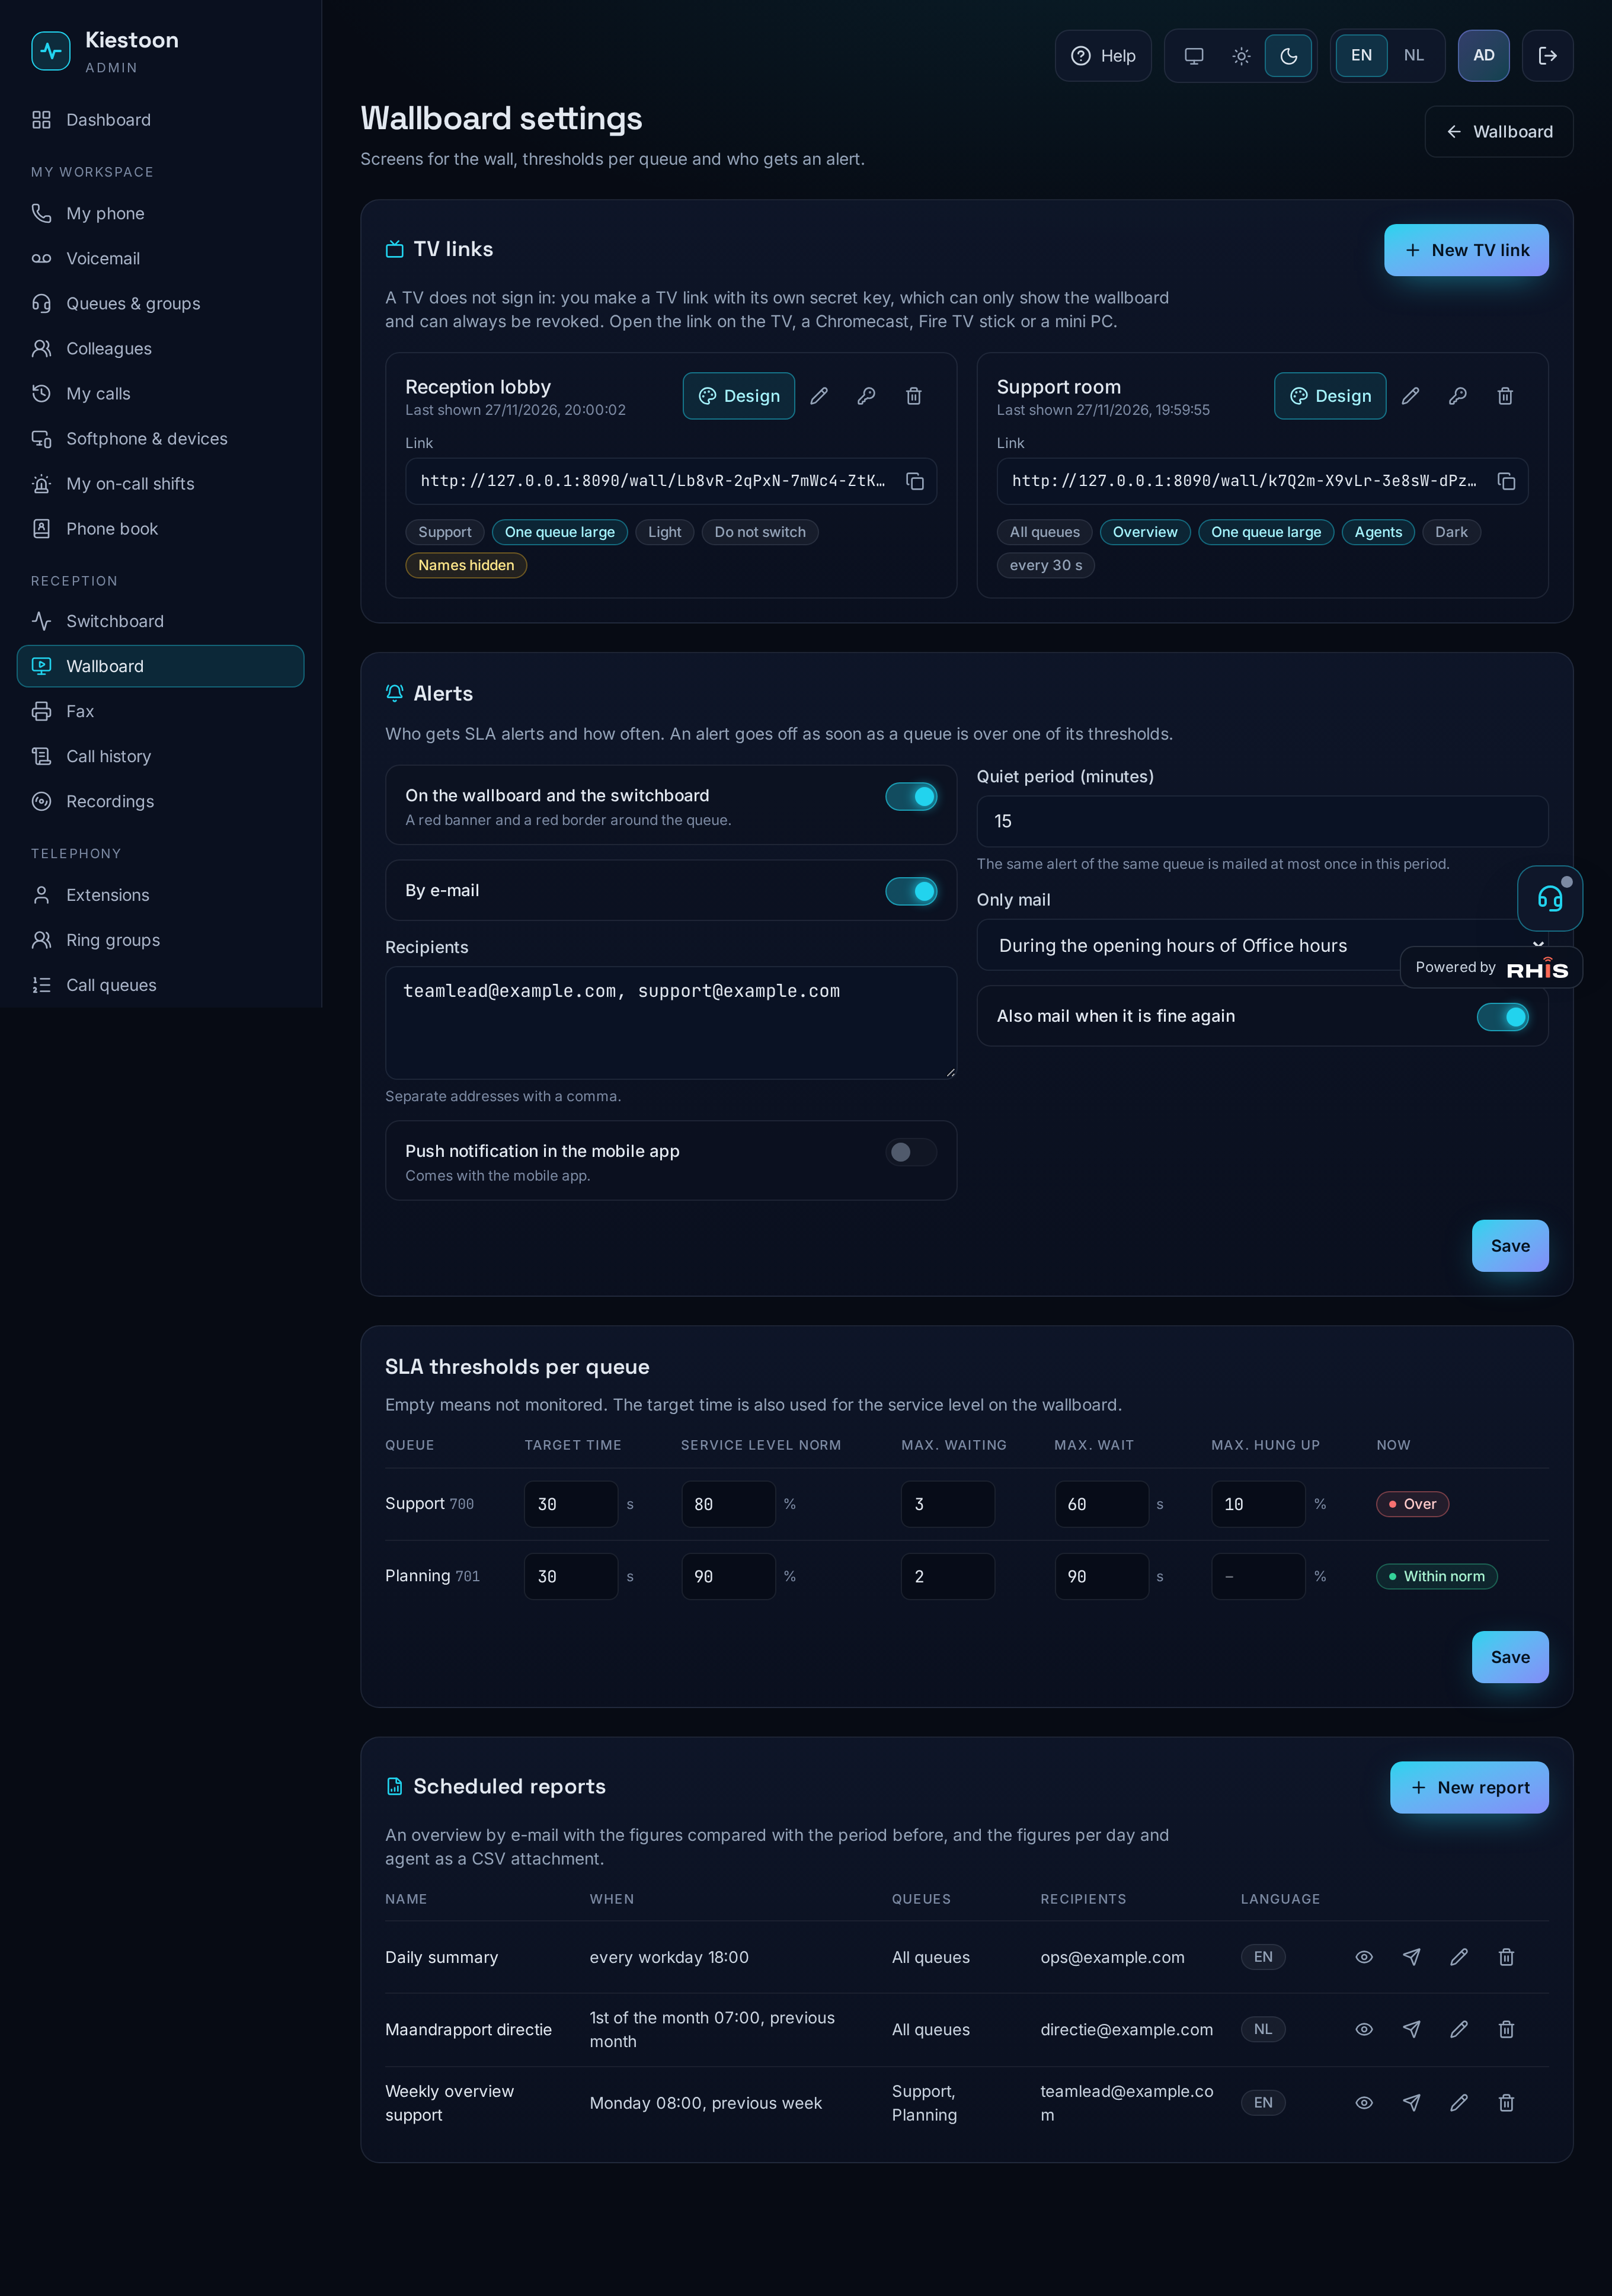 Kiestoon
ADMIN
Dashboard
MY WORKSPACE
My phone
Voicemail
Queues & groups
Colleagues
My calls
Softphone & devices
My on-call shifts
Phone book
RECEPTION
Switchboard
Wallboard
Fax
Call history
Recordings
TELEPHONY
Extensions
Ring groups
Call queues
Help
EN NL
AD
Wallboard settings
Wallboard
Screens for the wall, thresholds per queue and who gets an alert.
TV links
New TV link
A TV does not sign in: you make a TV link with its own secret key, which can only show the wallboard
and can always be revoked. Open the link on the TV, a Chromecast, Fire TV stick or a mini PC.
Reception lobby
Last shown 27/11/2026, 20:00:02
Design
Link
http://127.0.0.1:8090/wall/Lb8vR-2qPxN-7mWc4-ZtK…
Support One queue large Light Do not switch
Names hidden
Support room
Last shown 27/11/2026, 19:59:55
Design
Link
http://127.0.0.1:8090/wall/k7Q2m-X9vLr-3e8sW-dPz…
All queues Overview One queue large Agents Dark
every 30 s
Alerts
Who gets SLA alerts and how often. An alert goes off as soon as a queue is over one of its thresholds.
On the wallboard and the switchboard
A red banner and a red border around the queue.
By e-mail
Recipients
teamlead@example.com, support@example.com
Separate addresses with a comma.
Push notification in the mobile app
Comes with the mobile app.
Quiet period (minutes)
15
The same alert of the same queue is mailed at most once in this period.
Only mail
During the opening hours of Office hours
Powered by RHIS
Also mail when it is fine again
Save
SLA thresholds per queue
Empty means not monitored. The target time is also used for the service level on the wallboard.
QUEUE TARGET TIME SERVICE LEVEL NORM MAX. WAITING MAX. WAIT MAX. HUNG UP NOW
Support 700 30 s 80 % 3 60 s 10 % Over
Planning 701 30 s 90 % 2 90 s – % Within norm
Save
Scheduled reports
New report
An overview by e-mail with the figures compared with the period before, and the figures per day and
agent as a CSV attachment.
NAME WHEN QUEUES RECIPIENTS LANGUAGE
Daily summary every workday 18:00 All queues ops@example.com EN
Maandrapport directie 1st of the month 07:00, previous
month All queues directie@example.com NL
Weekly overview
support Monday 08:00, previous week Support,
Planning teamlead@example.co
m EN